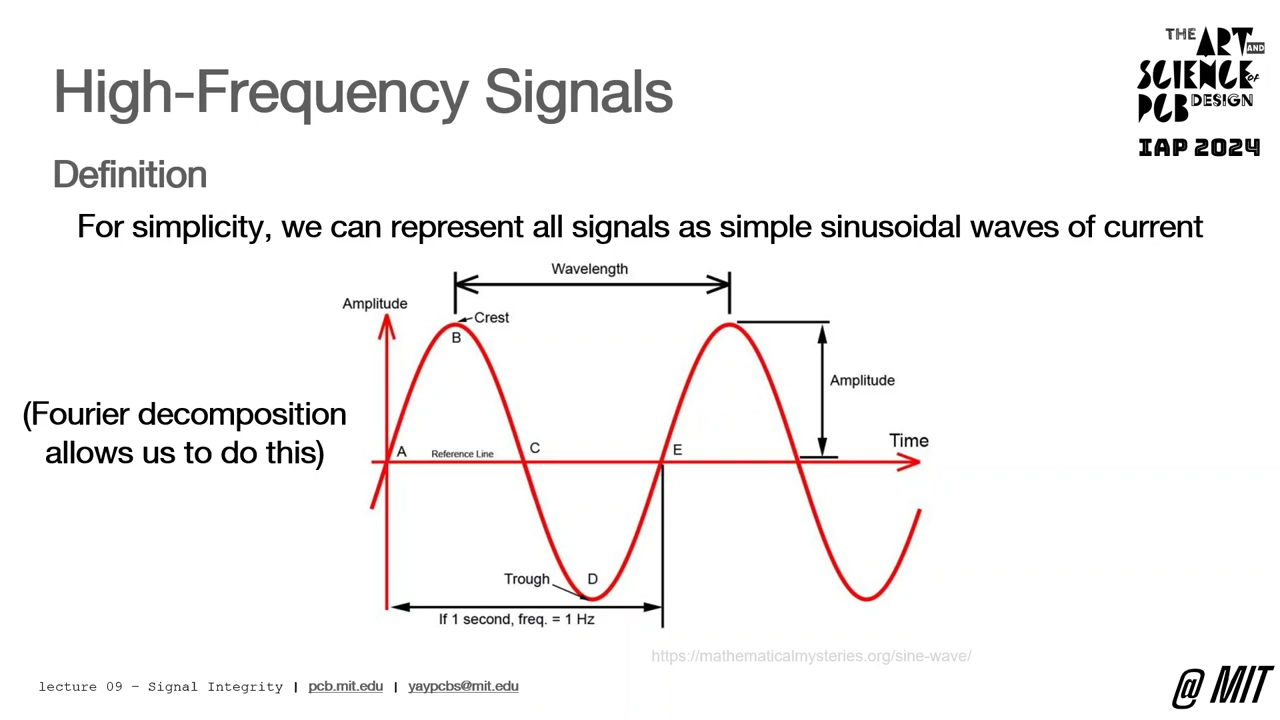 High-Frequency Signals
THE
ART
AND
SCIENCE
OF
PCB
DESIGN
IAP 2024
Definition
For simplicity, we can represent all signals as simple sinusoidal waves of current
Wavelength
Amplitude
Crest
B
Amplitude
(Fourier decomposition
allows us to do this)
Time
A
Reference Line
C
E
Trough
D
If 1 second, freq. = 1 Hz
https://mathematicalmysteries.org/sine-wave/
lecture 09 – Signal Integrity | pcb.mit.edu | yaypcbs@mit.edu
@ MIT